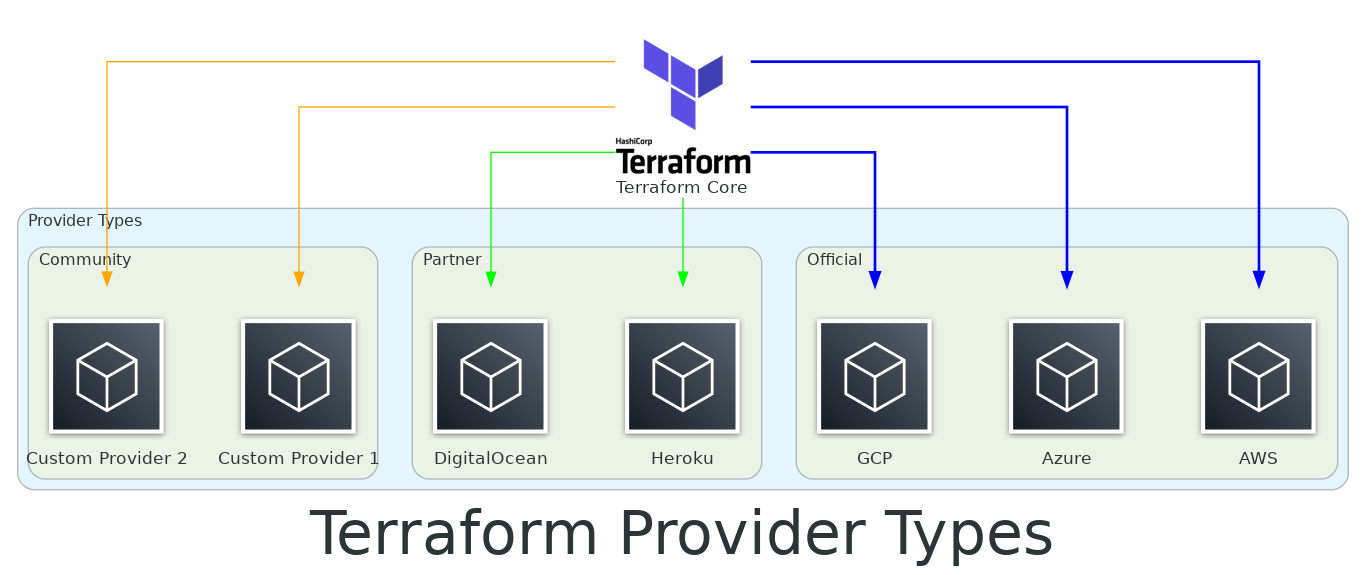 HashiCorp
Terraform
Terraform Core
Provider Types
Community
Partner
Official
Custom Provider 2
Custom Provider 1
DigitalOcean
Heroku
GCP
Azure
AWS
Terraform Provider Types